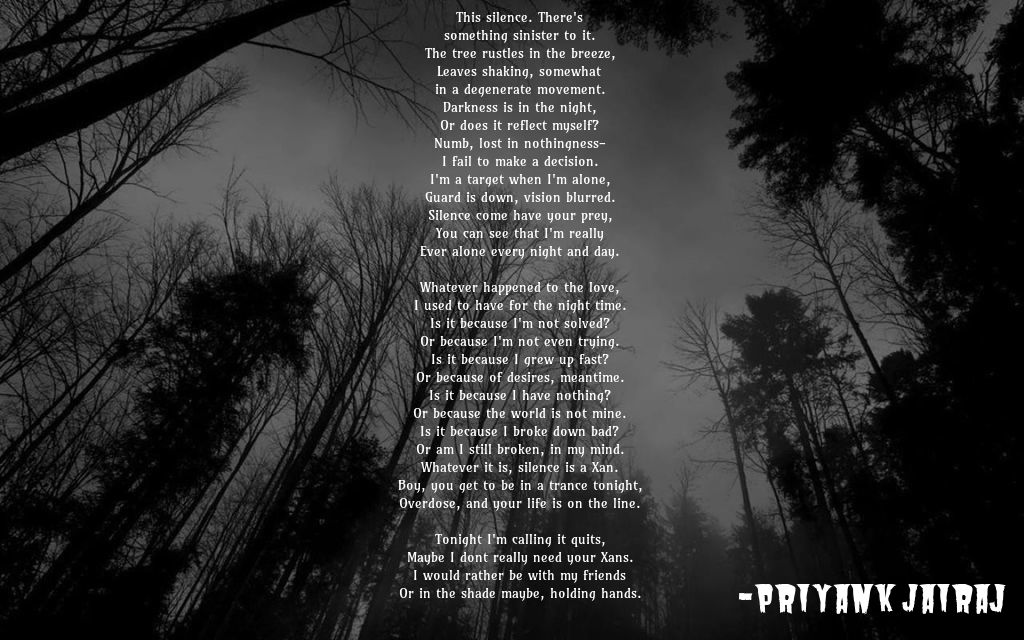 This silence. There's
something sinister to it.
The tree rustles in the breeze,
Leaves shaking, somewhat
in a degenerate movement.
Darkness is in the night,
Or does it reflect myself?
Numb, lost in nothingness-
I fail to make a decision.
I'm a target when I'm alone,
Guard is down, vision blurred.
Silence come have your prey,
You can see that I'm really
Ever alone every night and day.

Whatever happened to the love,
I used to have for the night time.
Is it because I'm not solved?
Or because I'm not even trying.
Is it because I grew up fast?
Or because of desires, meantime.
Is it because I have nothing?
Or because the world is not mine.
Is it because I broke down bad?
Or am I still broken, in my mind.
Whatever it is, silence is a Xan.
Boy, you get to be in a trance tonight,
Overdose, and your life is on the line.

Tonight I'm calling it quits,
Maybe I dont really need your Xans.
I would rather be with my friends
Or in the shade maybe, holding hands.
-PRIYANK JAIRAJ